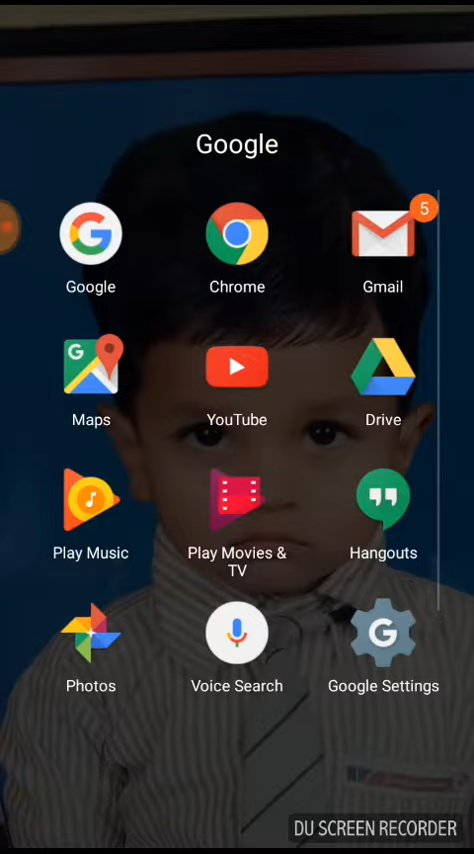 Google
5
Google
Chrome
Gmail
G
Maps
YouTube
Drive
Play Music
Play Movies &
TV
Hangouts
Photos
Voice Search
Google Settings
DU SCREEN RECORDER